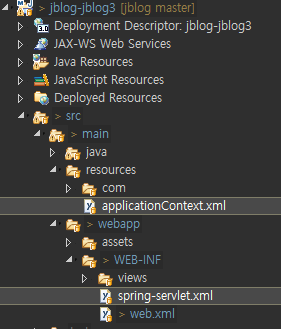 > jblog-jblog3 [jblog master]
Deployment Descriptor: jblog-jblog3
JAX-WS Web Services
Java Resources
JavaScript Resources
Deployed Resources
> src
> main
java
resources
com
applicationContext.xml
> webapp
assets
> WEB-INF
views
spring-servlet.xml
> web.xml